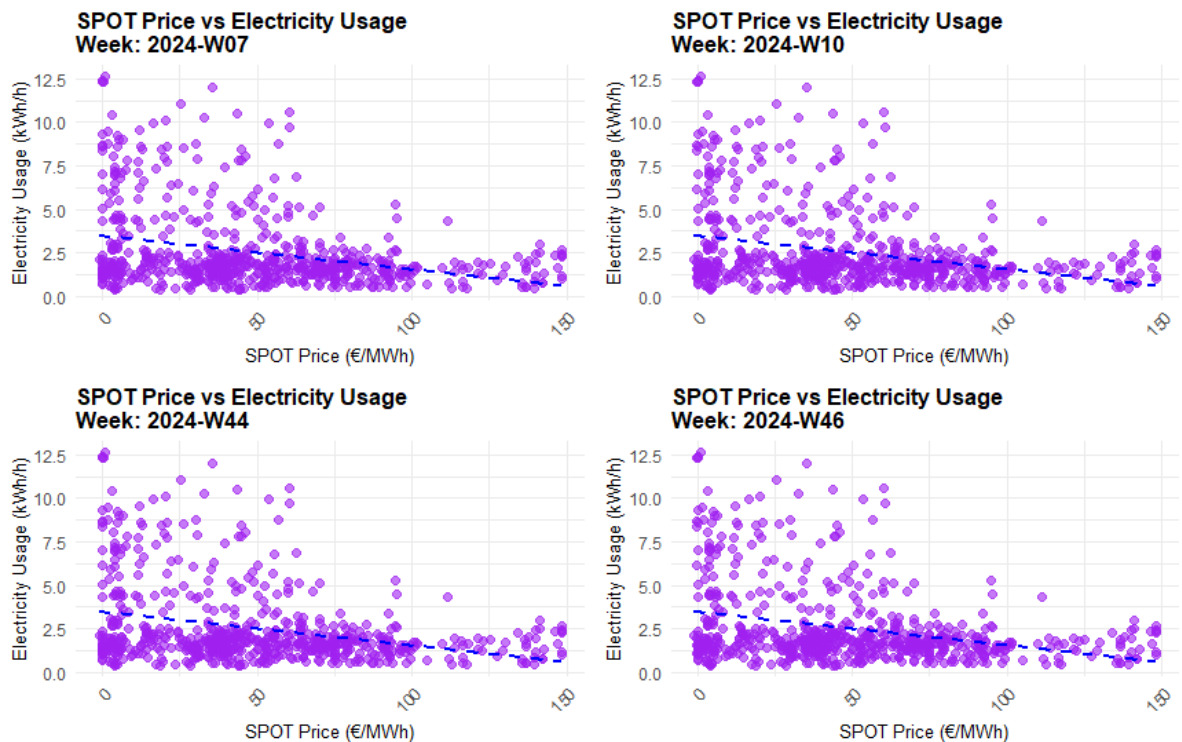 SPOT Price vs Electricity Usage
Week: 2024-W07
Electricity Usage (kWh/h)
12.5
10.0
7.5
5.0
2.5
0.0
0
50
100
150
SPOT Price (€/MWh)
SPOT Price vs Electricity Usage
Week: 2024-W10
Electricity Usage (kWh/h)
12.5
10.0
7.5
5.0
2.5
0.0
0
50
100
150
SPOT Price (€/MWh)
SPOT Price vs Electricity Usage
Week: 2024-W44
Electricity Usage (kWh/h)
12.5
10.0
7.5
5.0
2.5
0.0
0
50
100
150
SPOT Price (€/MWh)
SPOT Price vs Electricity Usage
Week: 2024-W46
Electricity Usage (kWh/h)
12.5
10.0
7.5
5.0
2.5
0.0
0
50
100
150
SPOT Price (€/MWh)